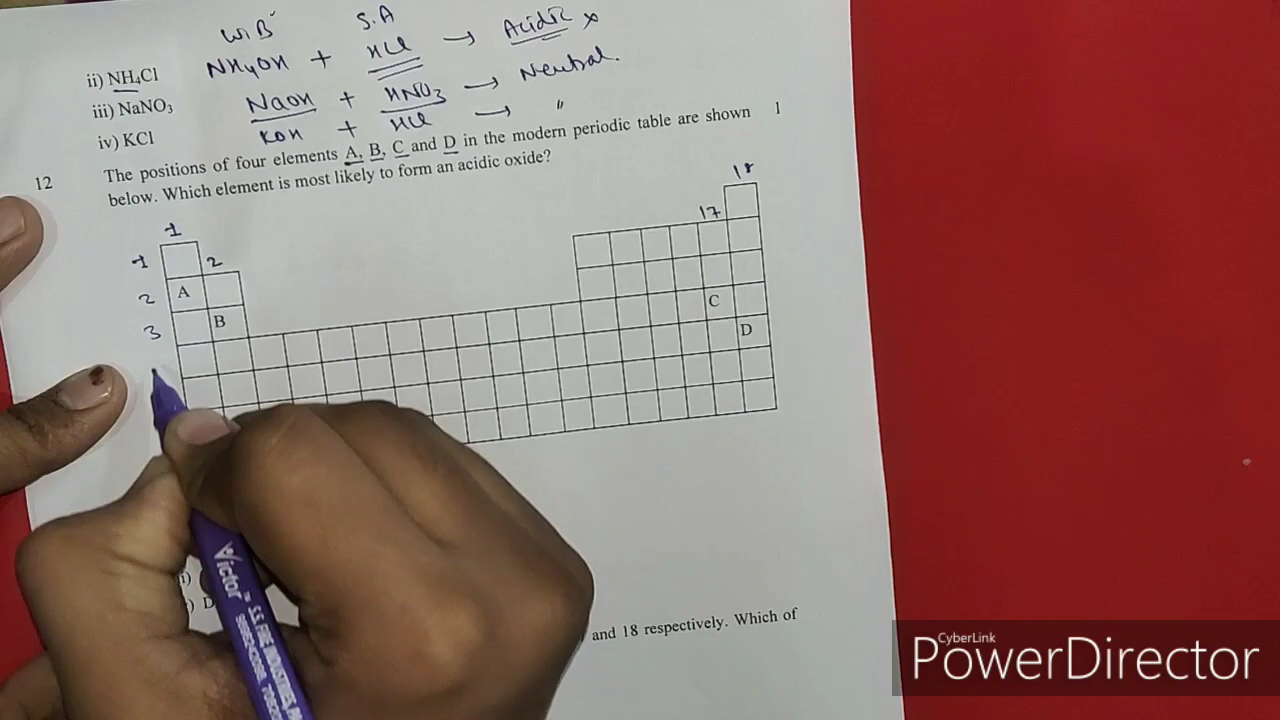 W.B S.A
ii) NH₄Cl NH4OH + HCl → Acidic ×
iii) NaNO₃ NaOH + HNO3 → Neutral.
iv) KCl KOH + HCl → "
12 The positions of four elements A, B, C and D in the modern periodic table are shown 1
below. Which element is most likely to form an acidic oxide?
18
17
1
1 2
2 A
3 B
C
D
and 18 respectively. Which of
Victor™
CyberLink
PowerDirector